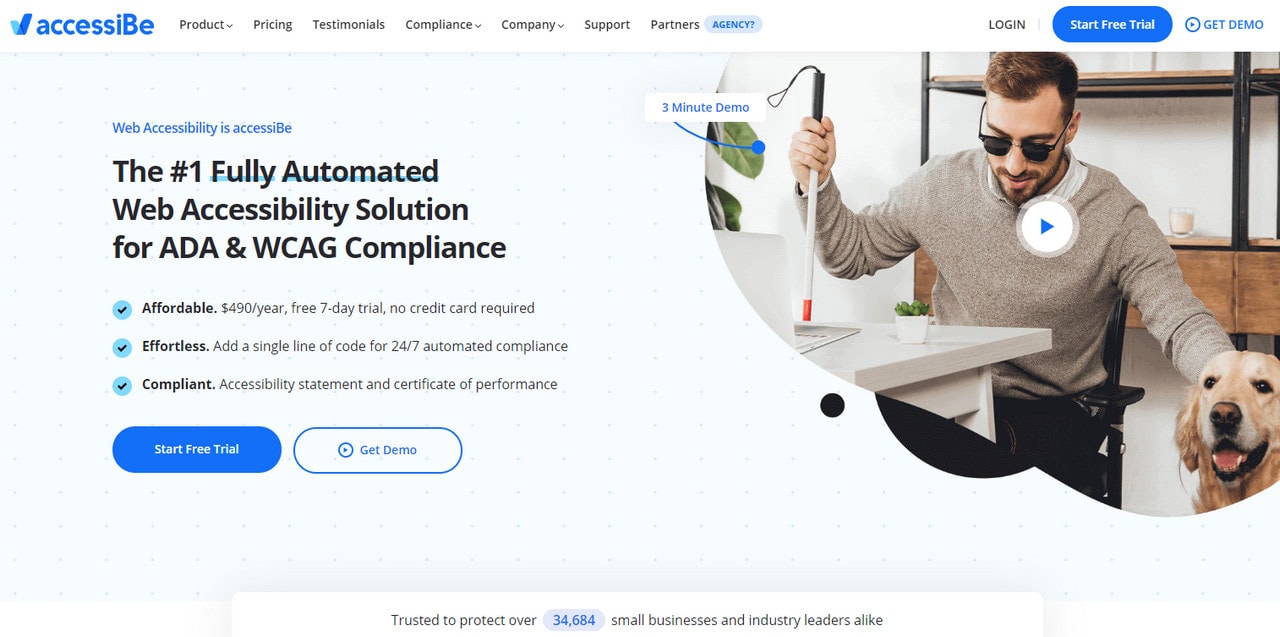 accessiBe
Product
Pricing
Testimonials
Compliance
Company
Support
Partners
AGENCY?
LOGIN
Start Free Trial
GET DEMO
3 Minute Demo
Web Accessibility is accessiBe
The #1 Fully Automated
Web Accessibility Solution
for ADA & WCAG Compliance
Affordable. $490/year, free 7-day trial, no credit card required
Effortless. Add a single line of code for 24/7 automated compliance
Compliant. Accessibility statement and certificate of performance
Start Free Trial
Get Demo
Trusted to protect over 34,684 small businesses and industry leaders alike